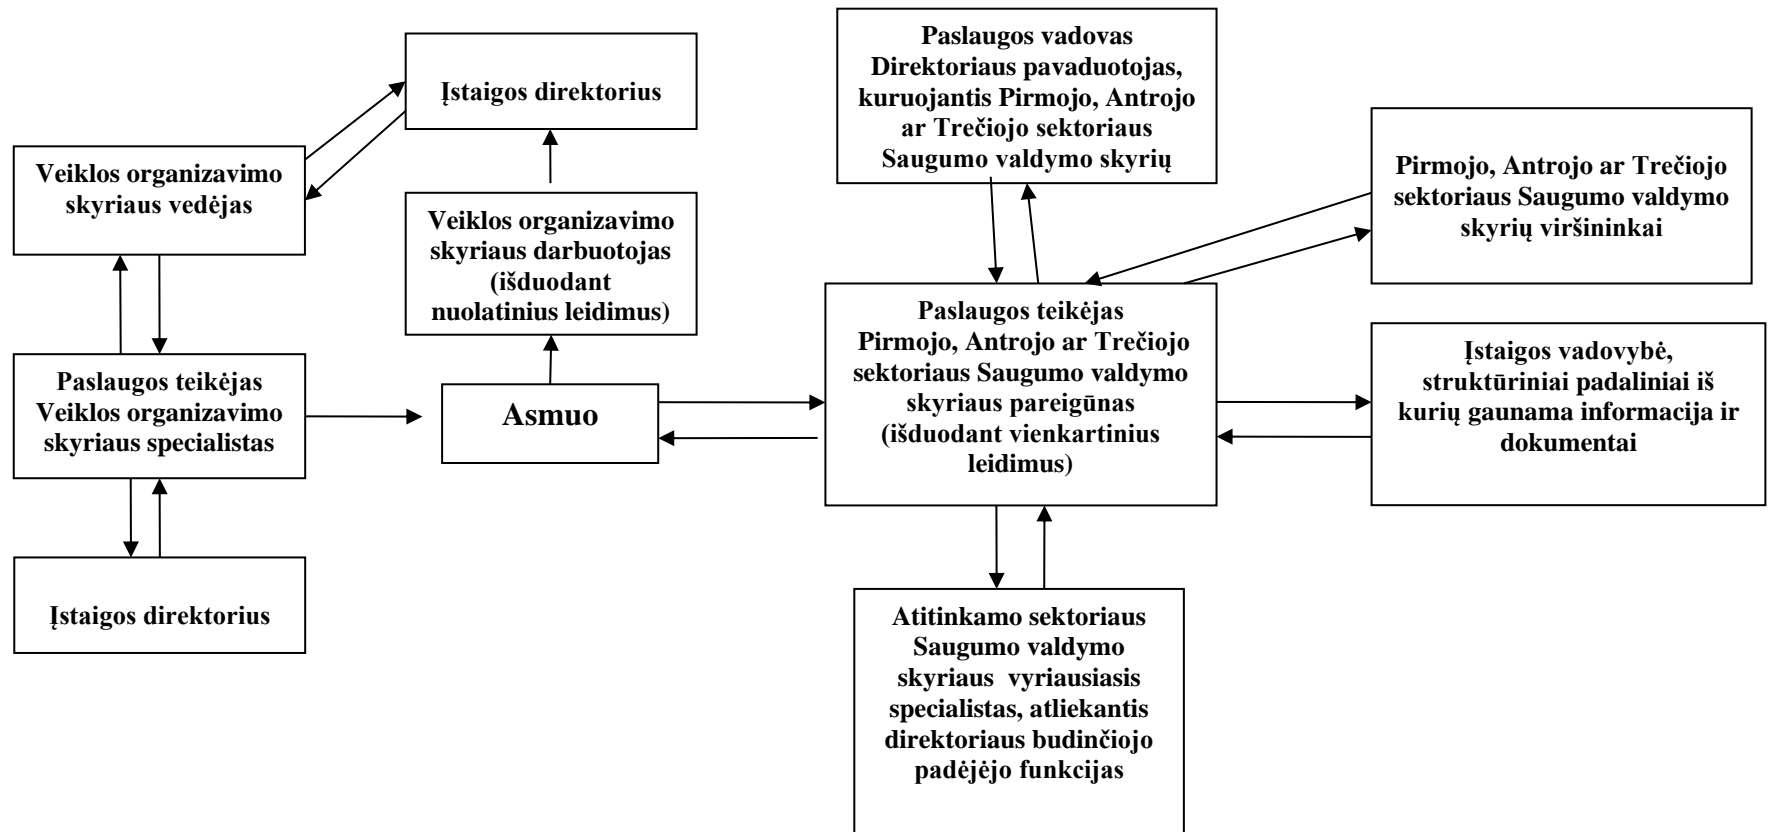 Įstaigos direktorius
Veiklos organizavimo
skyriaus vedėjas
Veiklos organizavimo
skyriaus darbuotojas
(išduodant
nuolatinius leidimus)
Paslaugos teikėjas
Veiklos organizavimo
skyriaus specialistas
Asmuo
Įstaigos direktorius
Paslaugos vadovas
Direktoriaus pavaduotojas,
kuruojantis Pirmojo, Antrojo
ar Trečiojo sektoriaus
Saugumo valdymo skyrių
Pirmojo, Antrojo ar Trečiojo
sektoriaus Saugumo valdymo
skyrių viršininkai
Paslaugos teikėjas
Pirmojo, Antrojo ar Trečiojo
sektoriaus Saugumo valdymo
skyriaus pareigūnas
(išduodant vienkartinius
leidimus)
Įstaigos vadovybė,
struktūriniai padaliniai iš
kurių gaunama informacija ir
dokumentai
Atitinkamo sektoriaus
Saugumo valdymo
skyriaus vyriausiasis
specialistas, atliekantis
direktoriaus budinčiojo
padėjėjo funkcijas